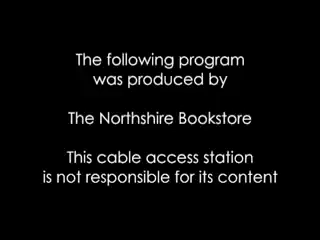 The following program
was produced by
The Northshire Bookstore
This cable access station
is not responsible for its content